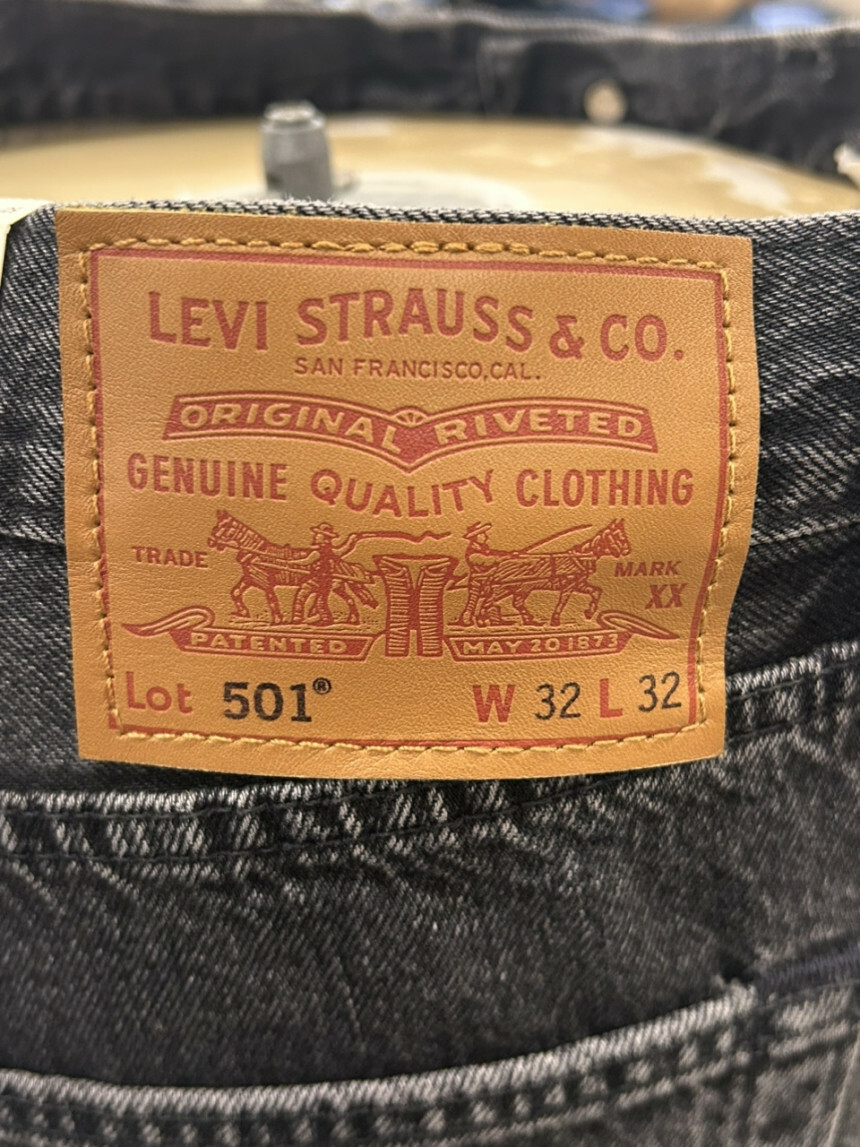 LEVI STRAUSS & CO.
SAN FRANCISCO,CAL.
ORIGINAL RIVETED
GENUINE QUALITY CLOTHING
TRADE MARK
XX
PATENTED MAY 20 1873
Lot 501® W 32 L 32